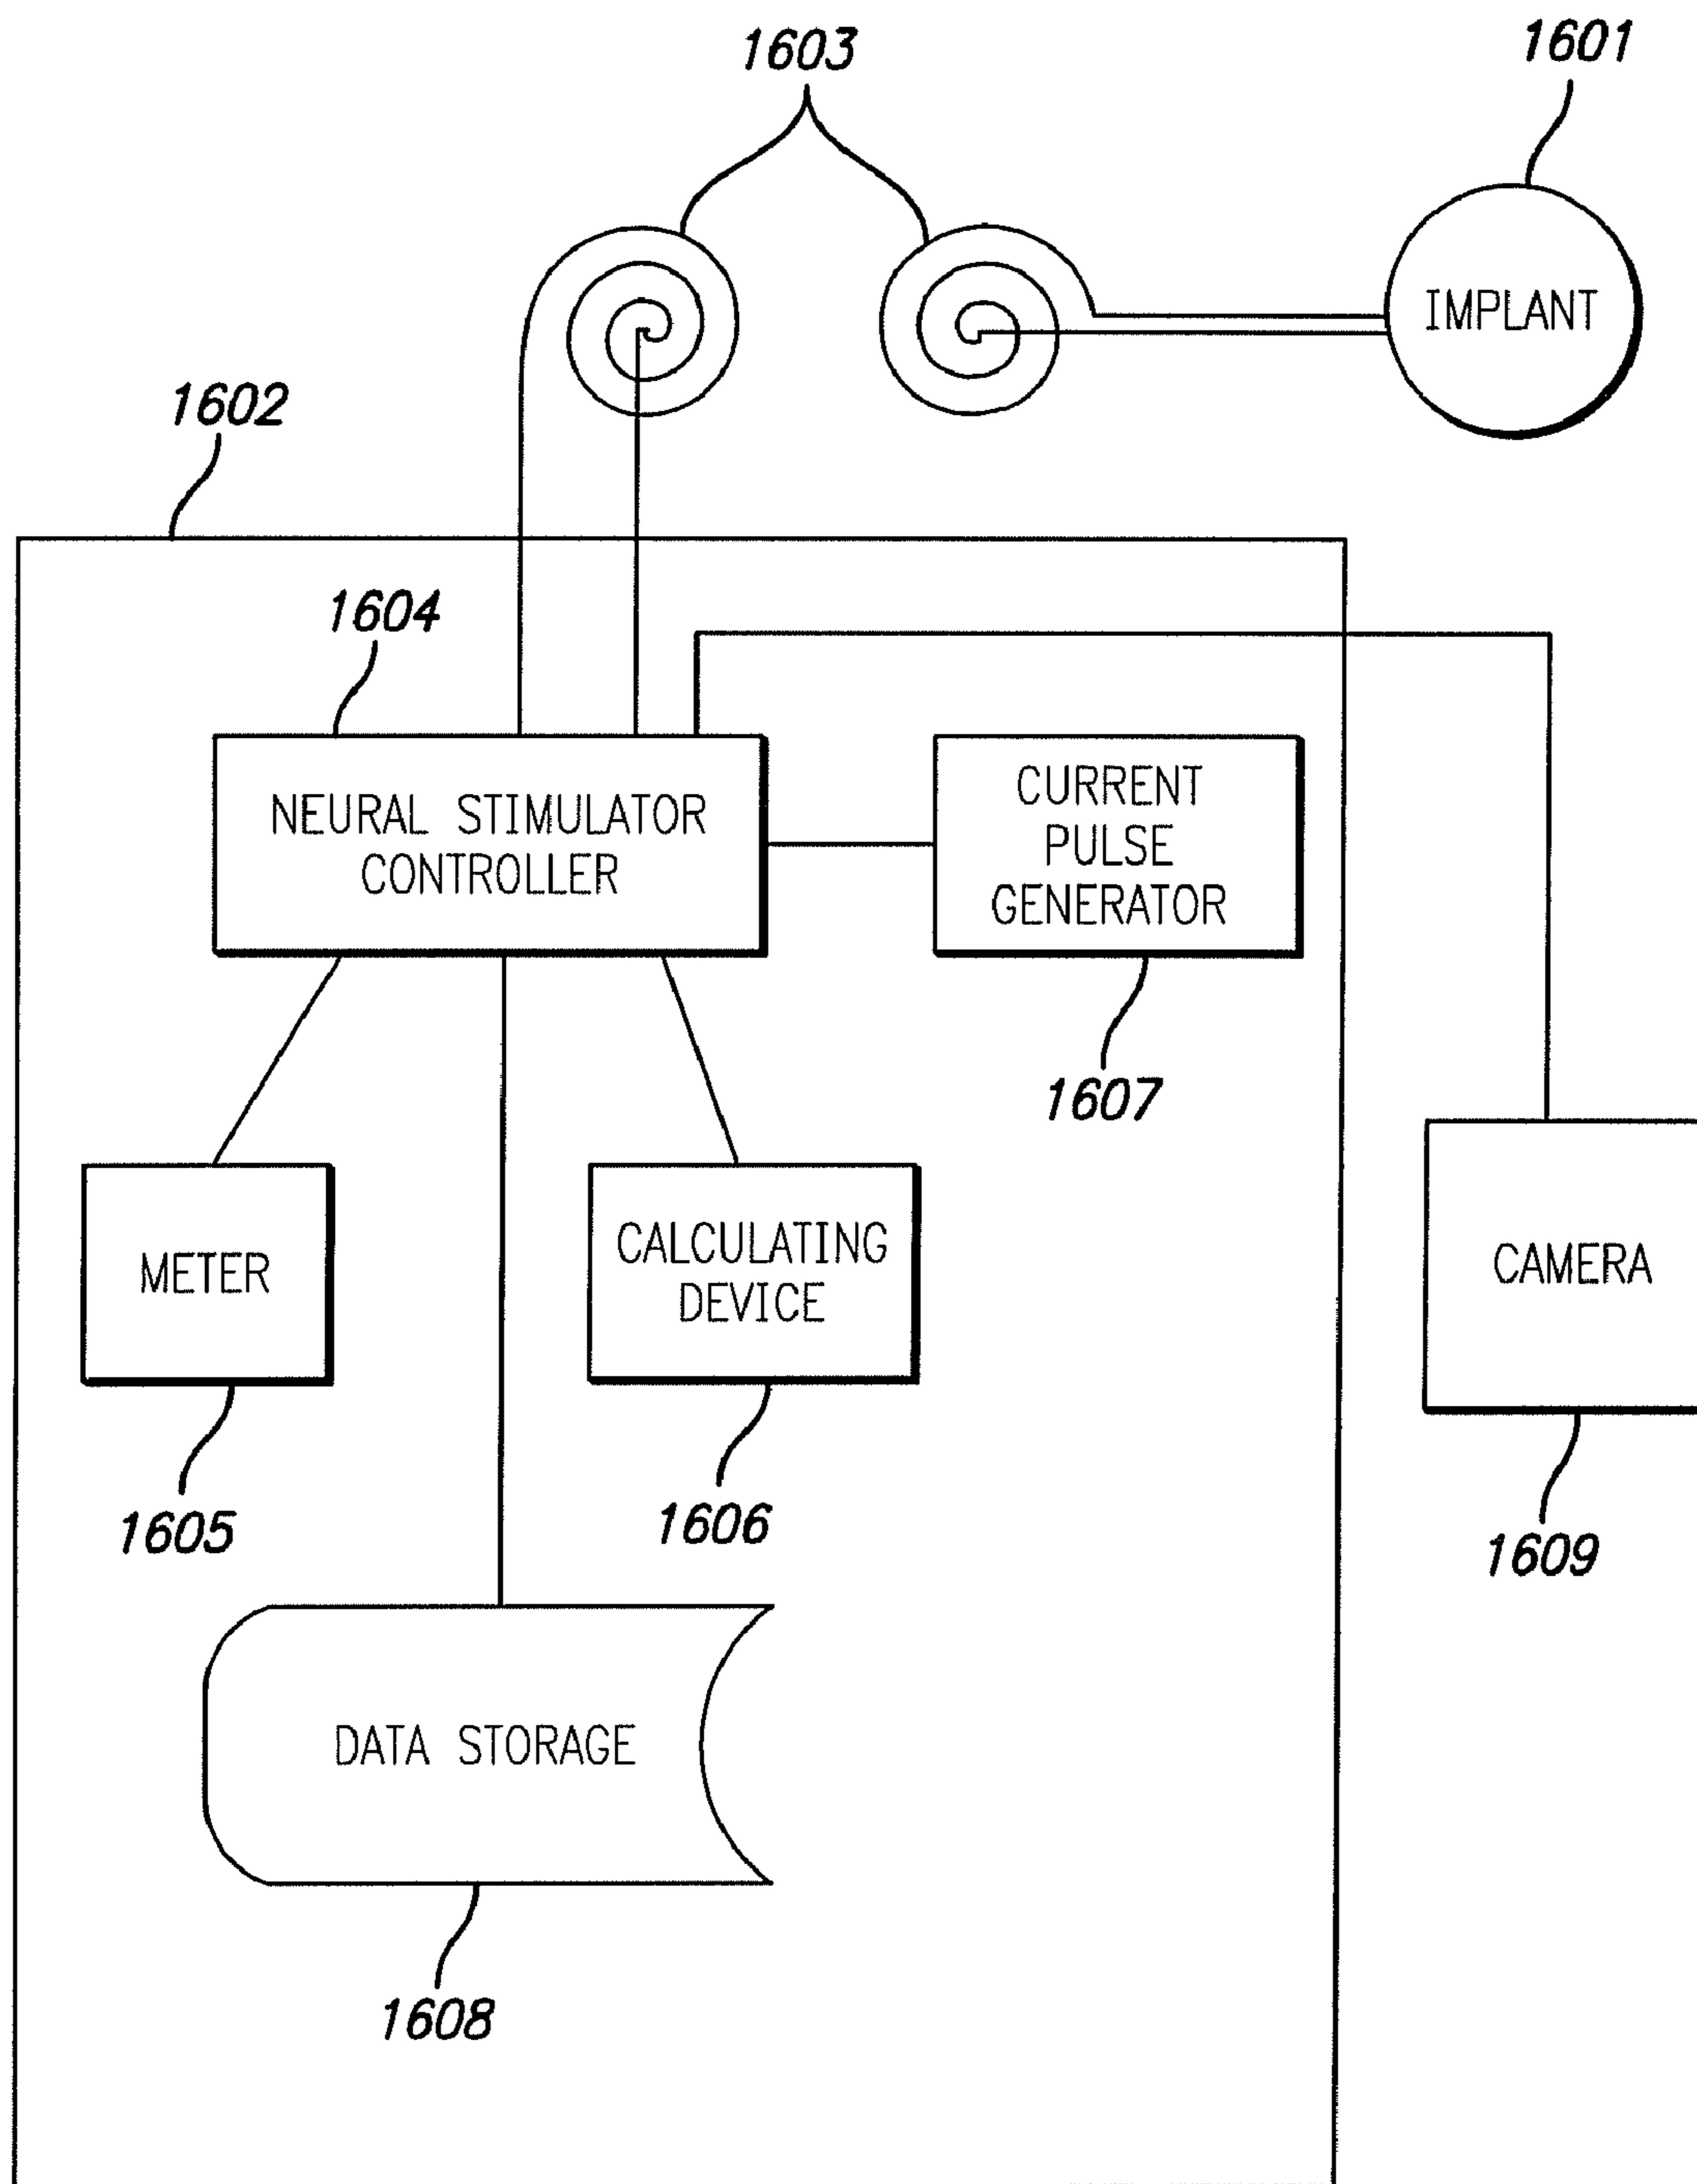 1603
1601
IMPLANT
1602
1604
NEURAL STIMULATOR
CONTROLLER
CURRENT
PULSE
GENERATOR
1607
METER
CALCULATING
DEVICE
CAMERA
1605
1606
1609
DATA STORAGE
1608